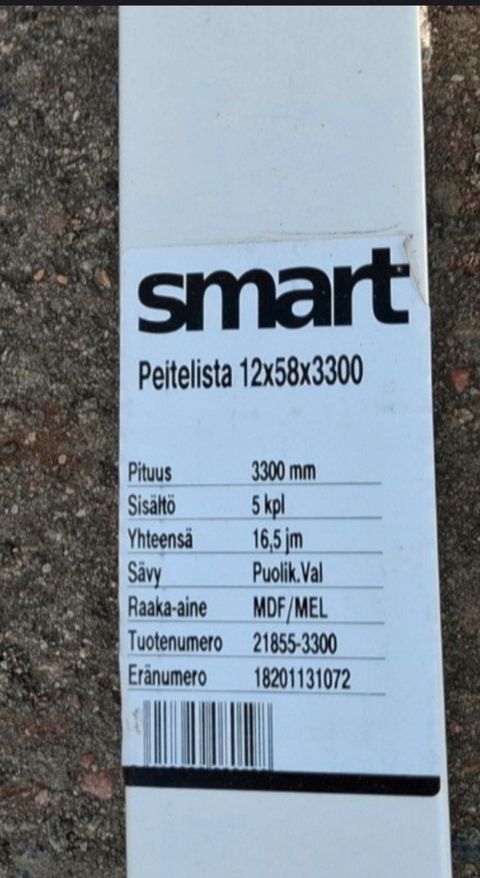 smart
Peitelista 12x58x3300
Pituus 3300 mm
Sisältö 5 kpl
Yhteensä 16,5 jm
Sävy Puolik.Val
Raaka-aine MDF/MEL
Tuotenumero 21855-3300
Eränumero 18201131072